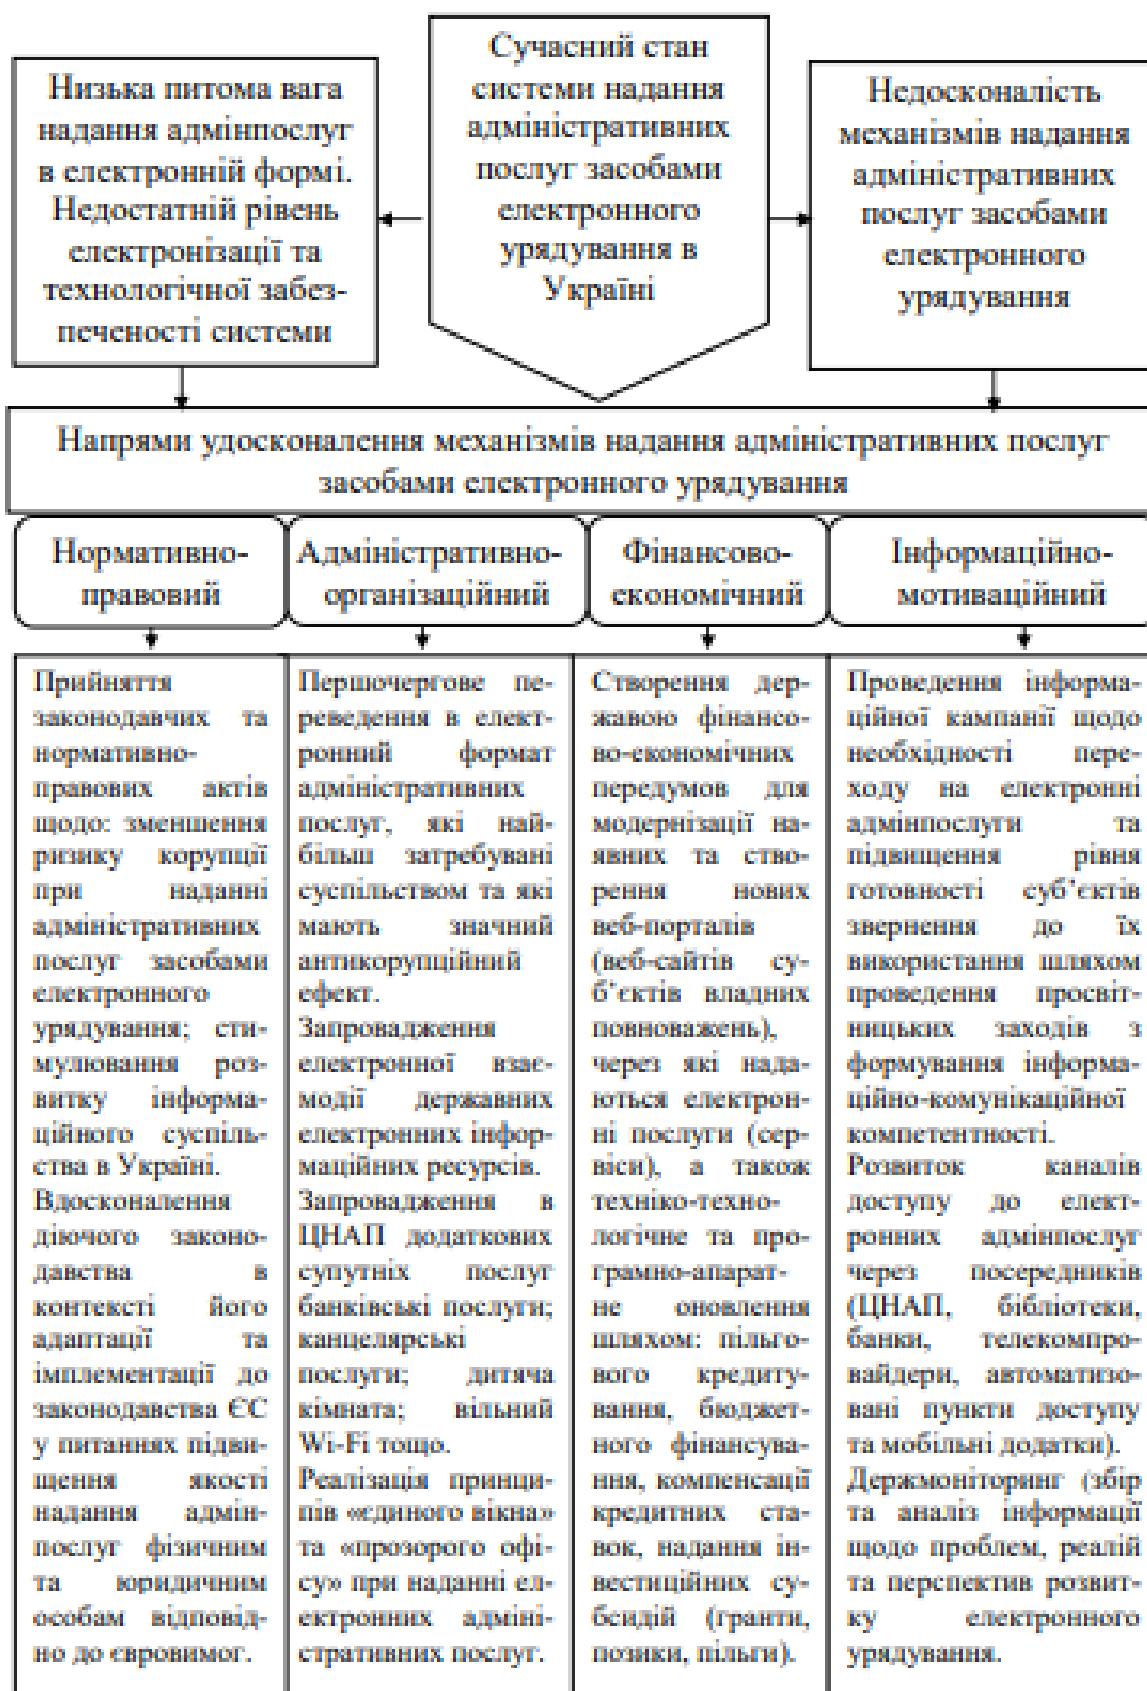 Низька питома вага
надання адмінпослуг
в електронній формі.
Недостатній рівень
електронізації та
технологічної забез-
печеності системи
Сучасний стан
системи надання
адміністративних
послуг засобами
електронного
урядування в
Україні
Недосконалість
механізмів надання
адміністративних
послуг засобами
електронного
урядування
Напрями удосконалення механізмів надання адміністративних послуг
засобами електронного урядування
Нормативно-
правовий
Адміністративно-
організаційний
Фінансово-
економічний
Інформаційно-
мотиваційний
Прийняття
законодавчих та
нормативно-
правових актів
щодо: зменшення
ризику корупції
при наданні
адміністративних
послуг засобами
електронного
урядування; сти-
мулювання роз-
витку інформа-
ційного суспіль-
ства в Україні.
Вдосконалення
діючого законо-
давства в
контексті його
адаптації та
імплементації до
законодавства ЄС
у питаннях підви-
щення якості
надання адмін-
послуг фізичним
та юридичним
особам відповід-
но до євровимог.
Першочергове пе-
реведення в елект-
ронний формат
адміністративних
послуг, які най-
більш затребувані
суспільством та які
мають значний
антикорупційний
ефект.
Запровадження
електронної взає-
модії державних
електронних інфор-
маційних ресурсів.
Запровадження в
ЦНАП додаткових
супутніх послуг
банківські послуги;
канцелярські
послуги; дитяча
кімната; вільний
Wi-Fi тощо.
Реалізація принци-
пів «єдиного вікна»
та «прозорого офі-
су» при наданні ел-
ектронних адміні-
стративних послуг.
Створення дер-
жавою фінансо-
во-економічних
передумов для
модернізації на-
явних та ство-
рення нових
веб-порталів
(веб-сайтів су-
б’єктів владних
повноважень),
через які нада-
ються електрон-
ні послуги (сер-
віси), а також
техніко-техно-
логічне та про-
грамно-апарат-
не оновлення
шляхом: пільго-
вого кредиту-
вання, бюджет-
ного фінансува-
ння, компенсації
кредитних ста-
вок, надання ін-
вестиційних су-
бсидій (гранти,
позики, пільги).
Проведення інформа-
ційної кампанії щодо
необхідності пере-
ходу на електронні
адмінпослуги та
підвищення рівня
готовності суб’єктів
звернення до їх
використання шляхом
проведення просвіт-
ницьких заходів з
формування інформа-
ційно-комунікаційної
компетентності.
Розвиток каналів
доступу до елект-
ронних адмінпослуг
через посередників
(ЦНАП, бібліотеки,
банки, телекомпро-
вайдери, автоматизо-
вані пункти доступу
та мобільні додатки).
Держмоніторинг (збір
та аналіз інформації
щодо проблем, реалій
та перспектив розвит-
ку електронного
урядування.